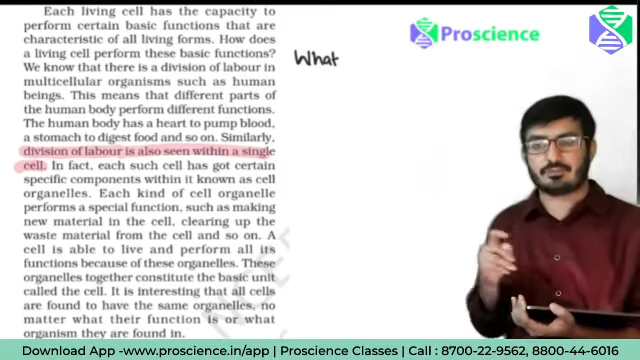 Each living cell has the capacity to
perform certain basic functions that are
characteristic of all living forms. How does
a living cell perform these basic functions?
We know that there is a division of labour in
multicellular organisms such as human
beings. This means that different parts of
the human body perform different functions.
The human body has a heart to pump blood,
a stomach to digest food and so on. Similarly,
division of labour is also seen within a single
cell. In fact, each such cell has got certain
specific components within it known as cell
organelles. Each kind of cell organelle
performs a special function, such as making
new material in the cell, clearing up the
waste material from the cell and so on. A
cell is able to live and perform all its
functions because of these organelles. These
organelles together constitute the basic unit
called the cell. It is interesting that all cells
are found to have the same organelles, no
matter what their function is or what
organism they are found in.
What
Proscience
Download App -www.proscience.in/app | Proscience Classes | Call : 8700-22-9562, 8800-44-6016